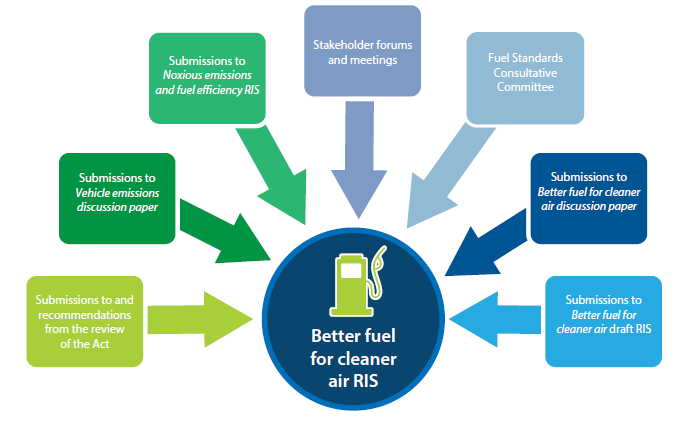 Submissions to and
recommendations
from the review
of the Act
Submissions to
Vehicle emissions
discussion paper
Submissions to
Noxious emissions
and fuel efficiency RIS
Stakeholder forums
and meetings
Fuel Standards
Consultative
Committee
Submissions to
Better fuel for cleaner
air discussion paper
Submissions to
Better fuel for
cleaner air draft RIS
Better fuel
for cleaner
air RIS